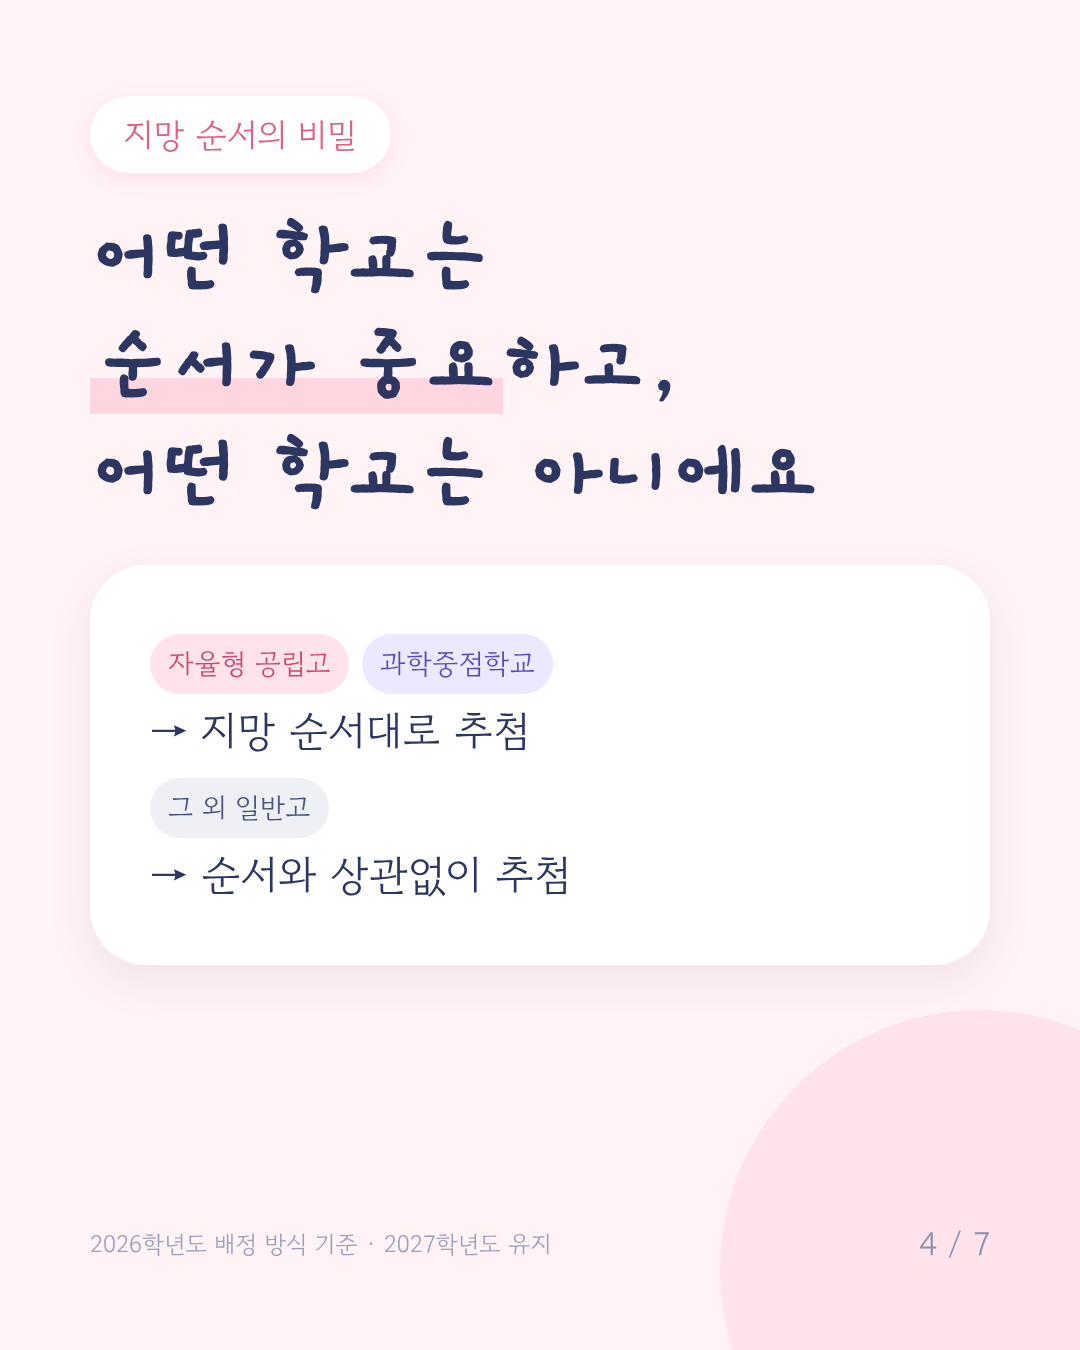 지망 순서의 비밀
어떤 학교는
순서가 중요하고,
어떤 학교는 아니에요
자율형 공립고 과학중점학교
→ 지망 순서대로 추첨
그 외 일반고
→ 순서와 상관없이 추첨
2026학년도 배정 방식 기준 · 2027학년도 유지
4 / 7